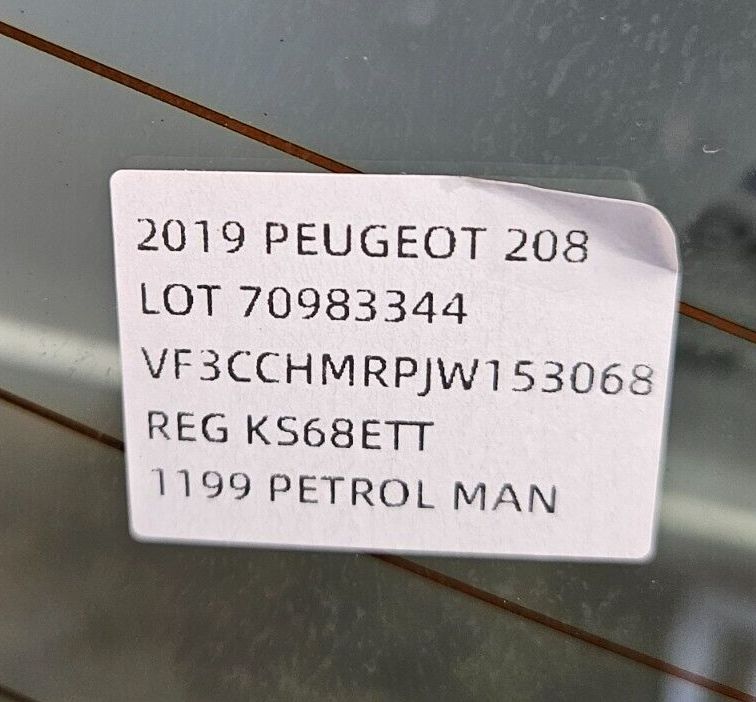 2019 PEUGEOT 208
LOT 70983344
VF3CCHMRPJW153068
REG KS68ETT
1199 PETROL MAN